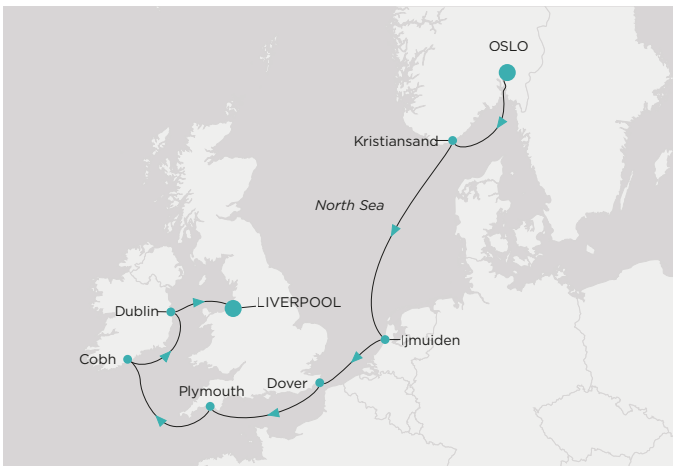 OSLO
Kristiansand
North Sea
LIVERPOOL
Dublin
Ijmuiden
Cobh
Dover
Plymouth